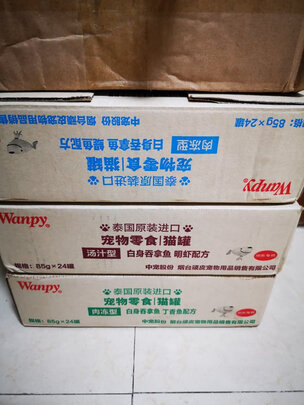 中宠股份 烟台顽皮宠物用品销售
规格：85g×24罐
白身吞拿鱼 鲣鱼配方
肉冻型
宠物零食|猫罐
泰国原装进口
Wanpy
Wanpy
泰国原装进口
宠物零食|猫罐
汤汁型
白身吞拿鱼 明虾配方
规格：85g×24罐
中宠股份 烟台顽皮宠物用品销售有限公司
Wanpy
泰国原装进口
宠物零食|猫罐
肉冻型
白身吞拿鱼 丁香鱼配方
规格：85g×24罐
中宠股份 烟台顽皮宠物用品销售有限公司